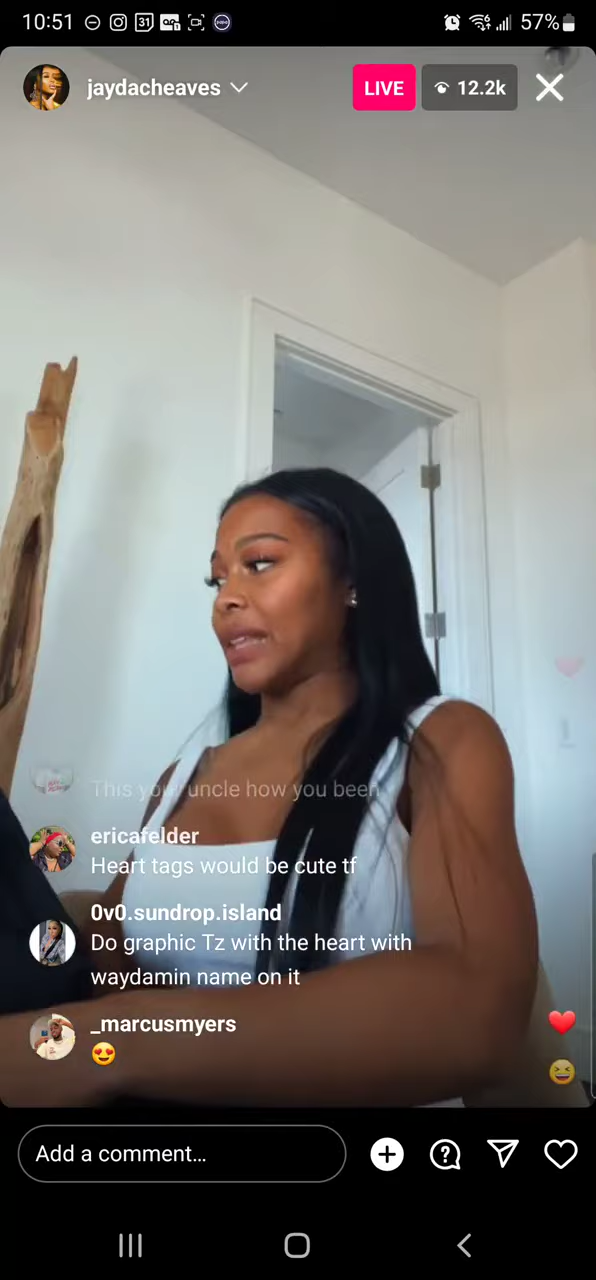 10:51
31
57%
jaydacheaves
LIVE
12.2k
This your uncle how you been
ericafelder
Heart tags would be cute tf
0v0.sundrop.island
Do graphic Tz with the heart with
waydamin name on it
_marcusmyers
😍
Add a comment…